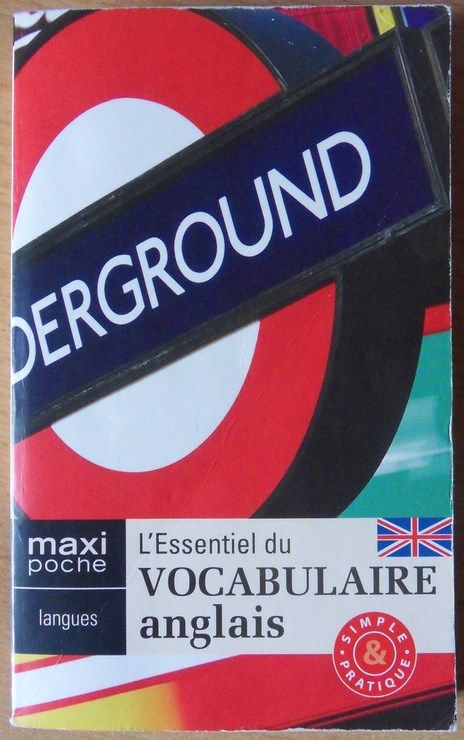 DERGROUND
maxi
poche
langues
L'Essentiel du
VOCABULAIRE
anglais
SIMPLE
&
PRATIQUE